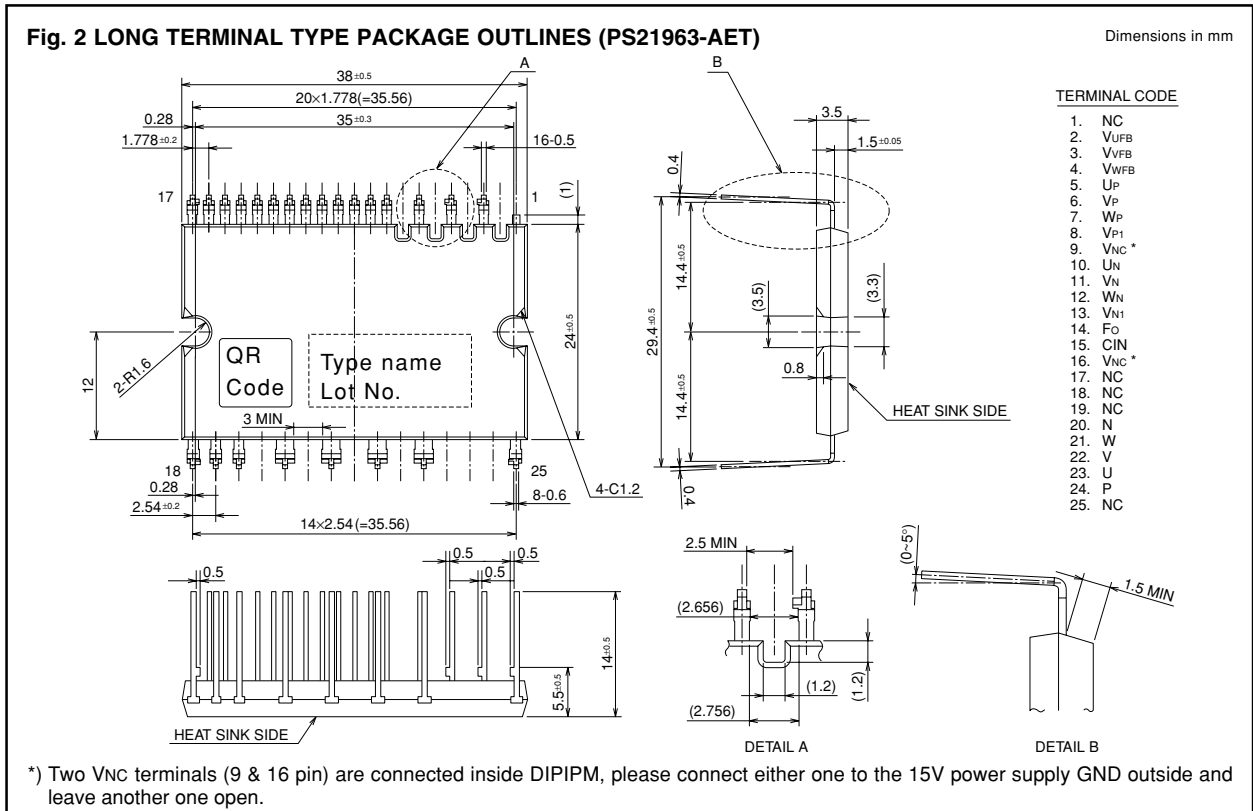 Fig. 2 LONG TERMINAL TYPE PACKAGE OUTLINES (PS21963-AET)
Dimensions in mm
A
38±0.5
20×1.778(=35.56)
0.28
35±0.3
1.778±0.2
16-0.5
17
1
(1)
2-R1.6
12
24±0.5
QR
Code
Type name
Lot No.
3 MIN
18
25
0.28
2.54±0.2
8-0.6
4-C1.2
14×2.54(=35.56)
B
3.5
1.5±0.05
0.4
14.4±0.5
29.4±0.5
(3.5)
(3.3)
0.8
14.4±0.5
HEAT SINK SIDE
0.4
TERMINAL CODE
1. NC
2. VUFB
3. VVFB
4. VWFB
5. UP
6. VP
7. WP
8. VP1
9. VNC *
10. UN
11. VN
12. WN
13. VN1
14. FO
15. CIN
16. VNC *
17. NC
18. NC
19. NC
20. N
21. W
22. V
23. U
24. P
25. NC
0.5
0.5
0.5
0.5
14±0.5
5.5±0.5
HEAT SINK SIDE
2.5 MIN
(2.656)
(1.2)
(1.2)
(2.756)
DETAIL A
(0~5°)
1.5 MIN
DETAIL B
*) Two VNC terminals (9 & 16 pin) are connected inside DIPIPM, please connect either one to the 15V power supply GND outside and
leave another one open.